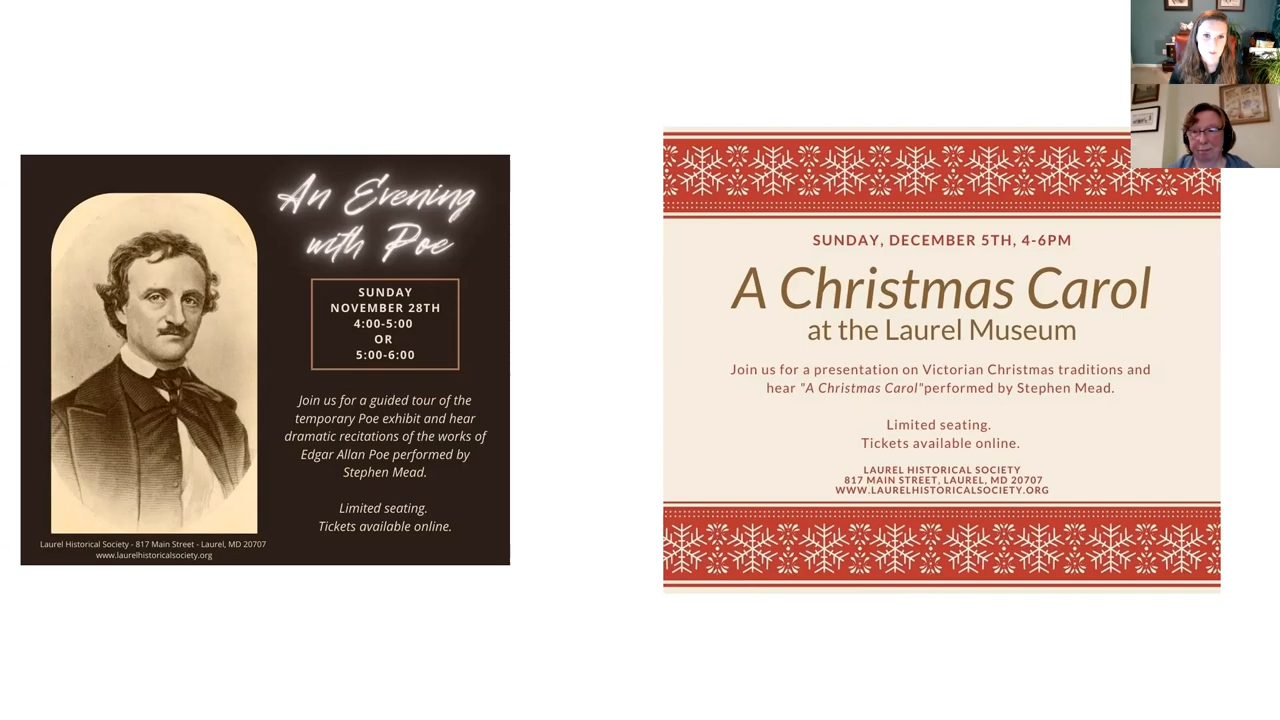 An Evening
with Poe
SUNDAY
NOVEMBER 28TH
4:00-5:00
OR
5:00-6:00
Join us for a guided tour of the
temporary Poe exhibit and hear
dramatic recitations of the works of
Edgar Allan Poe performed by
Stephen Mead.
Limited seating.
Tickets available online.
Laurel Historical Society - 817 Main Street - Laurel, MD 20707
www.laurelhistoricalsociety.org
SUNDAY, DECEMBER 5TH, 4-6PM
A Christmas Carol
at the Laurel Museum
Join us for a presentation on Victorian Christmas traditions and
hear "A Christmas Carol"performed by Stephen Mead.
Limited seating.
Tickets available online.
LAUREL HISTORICAL SOCIETY
817 MAIN STREET, LAUREL, MD 20707
WWW.LAURELHISTORICALSOCIETY.ORG